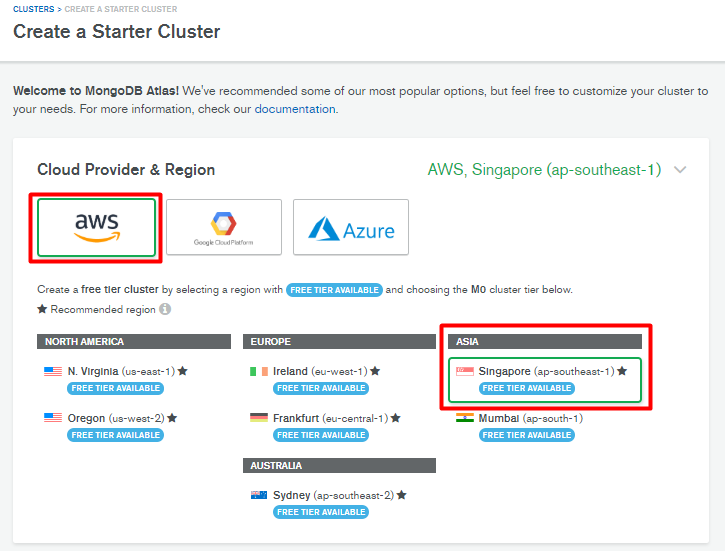 CLUSTERS > CREATE A STARTER CLUSTER
Create a Starter Cluster
Welcome to MongoDB Atlas! We've recommended some of our most popular options, but feel free to customize your cluster to
your needs. For more information, check our documentation.
Cloud Provider & Region
AWS, Singapore (ap-southeast-1)
aws
Google Cloud Platform
Azure
Create a free tier cluster by selecting a region with FREE TIER AVAILABLE and choosing the M0 cluster tier below.
★ Recommended region
NORTH AMERICA
N. Virginia (us-east-1) ★
FREE TIER AVAILABLE
Oregon (us-west-2) ★
FREE TIER AVAILABLE
EUROPE
Ireland (eu-west-1) ★
FREE TIER AVAILABLE
Frankfurt (eu-central-1) ★
FREE TIER AVAILABLE
AUSTRALIA
Sydney (ap-southeast-2) ★
FREE TIER AVAILABLE
ASIA
Singapore (ap-southeast-1) ★
FREE TIER AVAILABLE
Mumbai (ap-south-1)
FREE TIER AVAILABLE